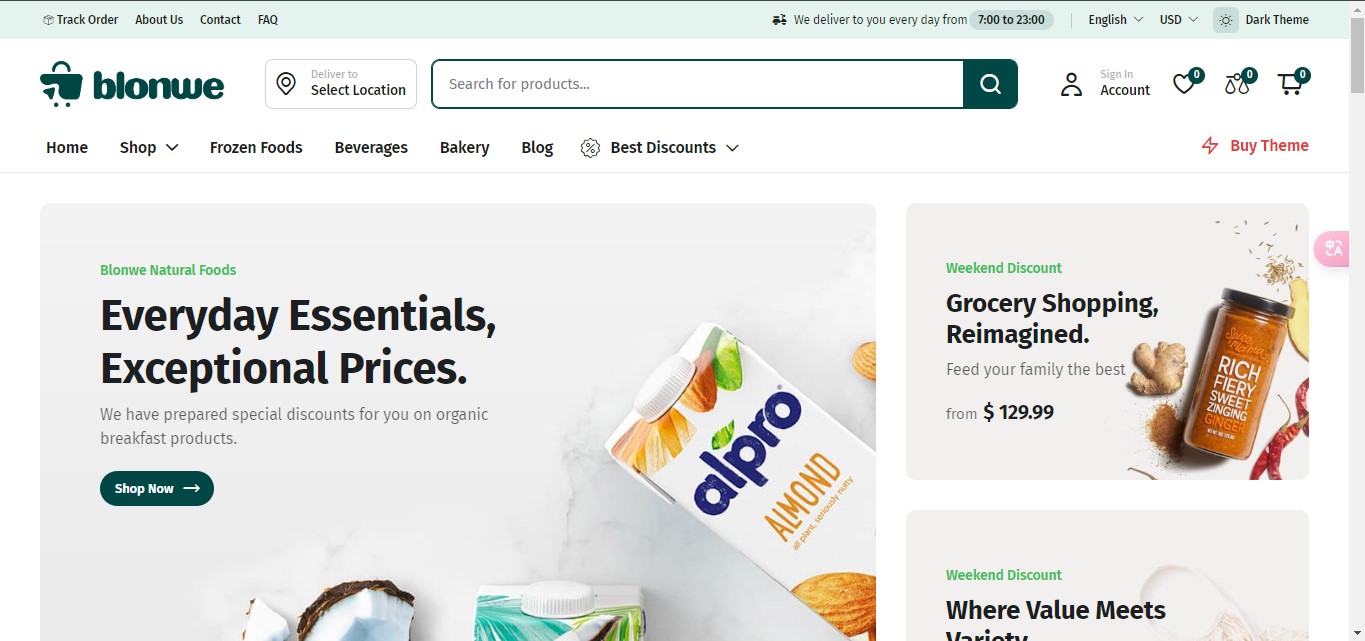 Track Order About Us Contact FAQ
We deliver to you every day from 7:00 to 23:00 English USD Dark Theme
blonwe
Deliver to
Select Location
Search for products...
Sign In
Account
0
0
0
Home Shop Frozen Foods Beverages Bakery Blog Best Discounts
Buy Theme
Blonwe Natural Foods
Everyday Essentials,
Exceptional Prices.
We have prepared special discounts for you on organic
breakfast products.
Shop Now
alpro
ALMOND
all plant, seriously nutty
Weekend Discount
Grocery Shopping,
Reimagined.
Feed your family the best
from $ 129.99
RICH
FIERY
SWEET
ZINGING
GINGER
中
A
Weekend Discount
Where Value Meets
Variety